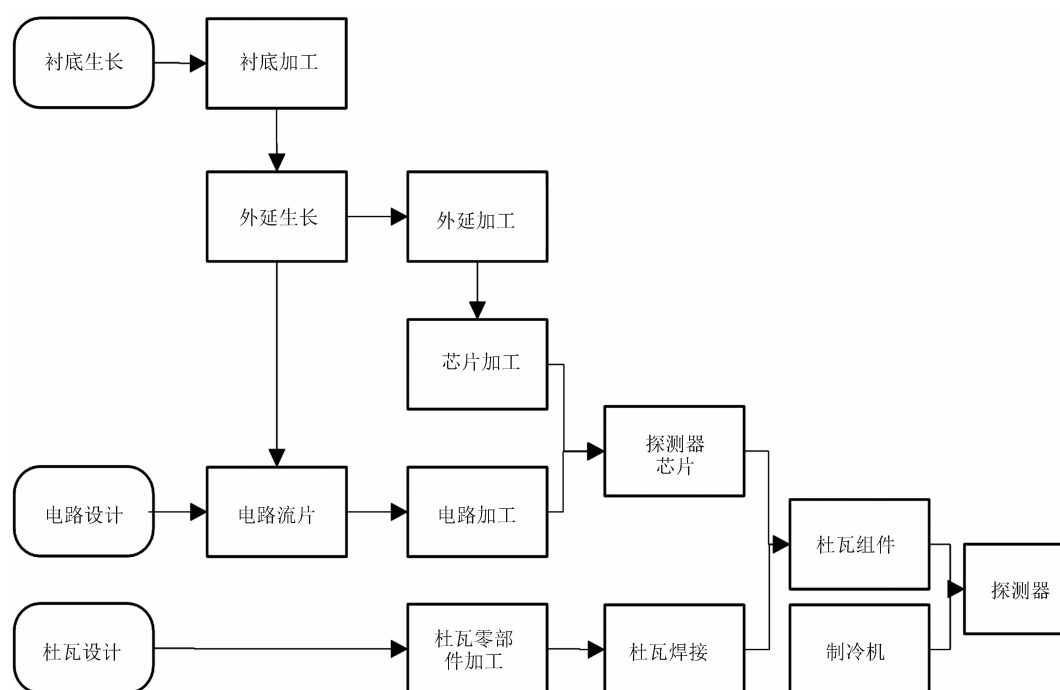 衬底生长
衬底加工
外延生长
外延加工
芯片加工
探测器
芯片
电路设计
电路流片
电路加工
杜瓦组件
探测器
杜瓦设计
杜瓦零部
件加工
杜瓦焊接
制冷机